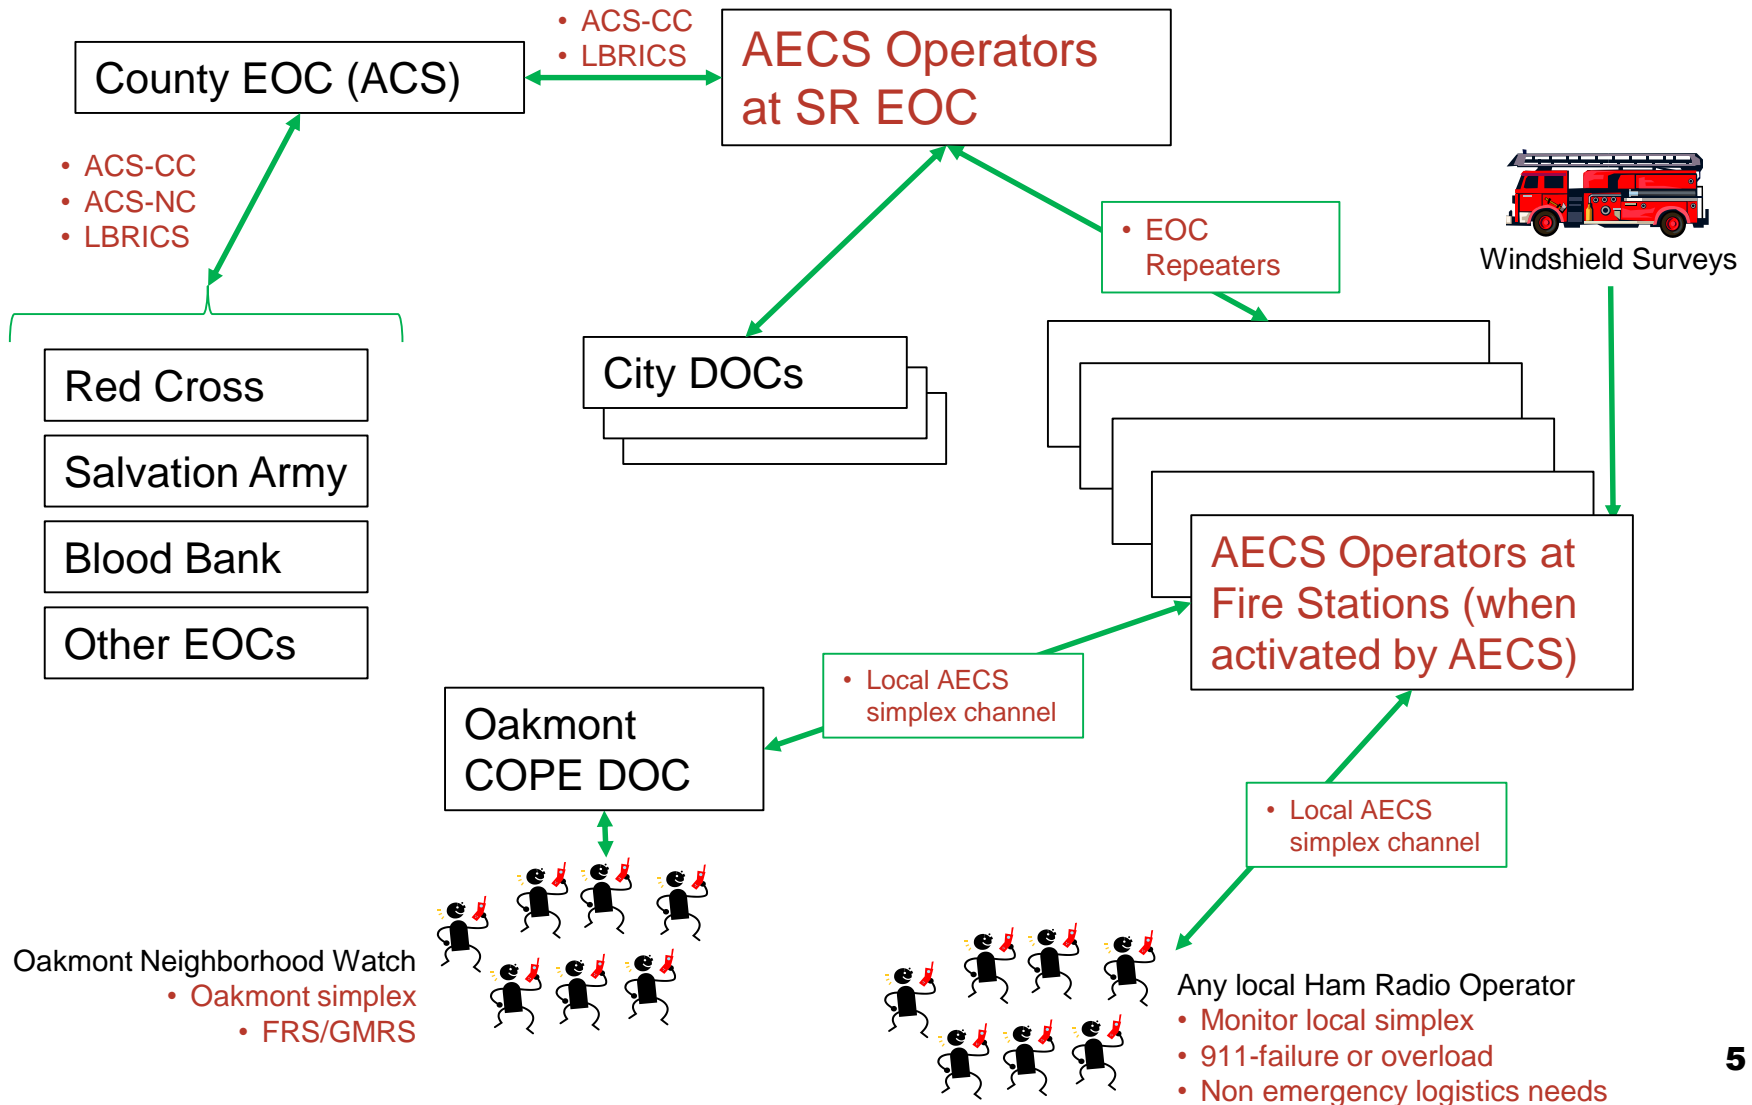 • ACS-CC
• LBRICS
County EOC (ACS)
AECS Operators
at SR EOC
• ACS-CC
• ACS-NC
• LBRICS
• EOC
Repeaters
Windshield Surveys
Red Cross
Salvation Army
Blood Bank
Other EOCs
City DOCs
AECS Operators at
Fire Stations (when
activated by AECS)
• Local AECS
simplex channel
Oakmont
COPE DOC
• Local AECS
simplex channel
Oakmont Neighborhood Watch
• Oakmont simplex
• FRS/GMRS
Any local Ham Radio Operator
• Monitor local simplex
• 911-failure or overload
• Non emergency logistics needs
5